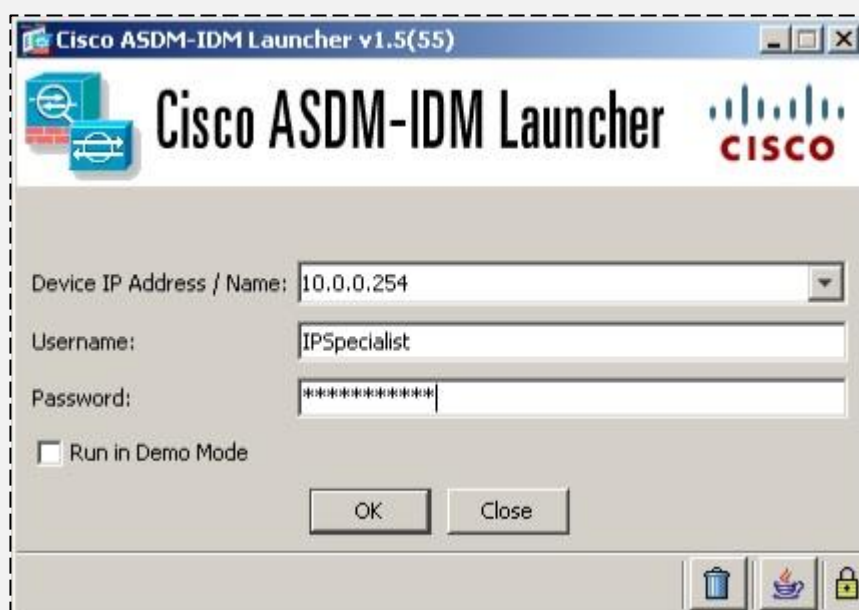 Cisco ASDM-IDM Launcher v1.5(55)
Cisco ASDM-IDM Launcher
CISCO
Device IP Address / Name: 10.0.0.254
Username: IPSpecialist
Password: ***********
Run in Demo Mode
OK Close